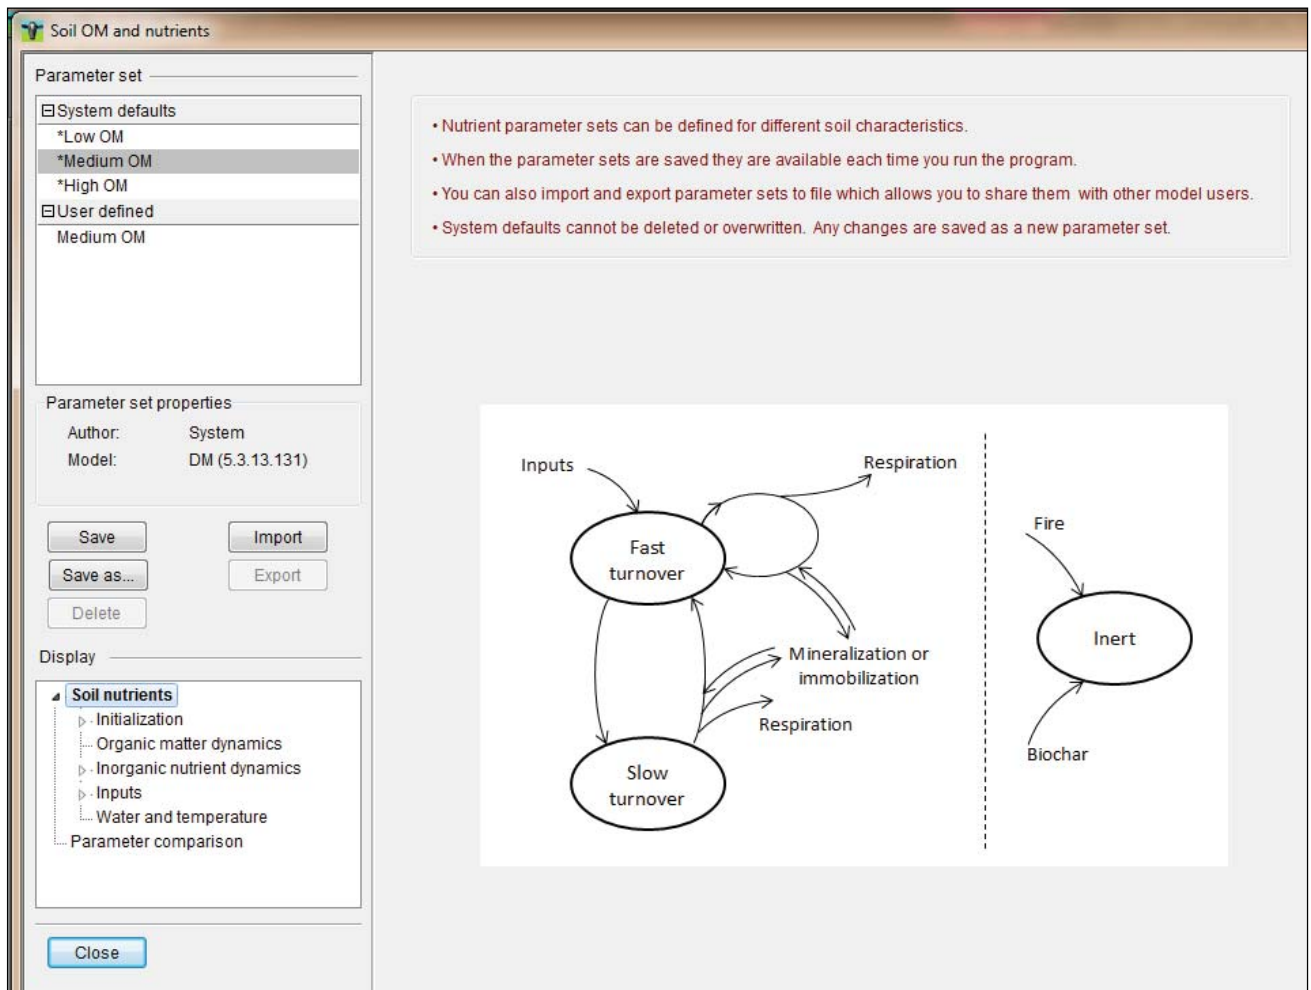 Soil OM and nutrients
Parameter set
System defaults
*Low OM
*Medium OM
*High OM
User defined
Medium OM
Parameter set properties
Author: System
Model: DM (5.3.13.131)
Save
Import
Save as...
Export
Delete
Display
Soil nutrients
Initialization
Organic matter dynamics
Inorganic nutrient dynamics
Inputs
Water and temperature
Parameter comparison
Close
• Nutrient parameter sets can be defined for different soil characteristics.
• When the parameter sets are saved they are available each time you run the program.
• You can also import and export parameter sets to file which allows you to share them with other model users.
• System defaults cannot be deleted or overwritten. Any changes are saved as a new parameter set.
Inputs
Respiration
Fast
turnover
Mineralization or
immobilization
Respiration
Slow
turnover
Fire
Inert
Biochar